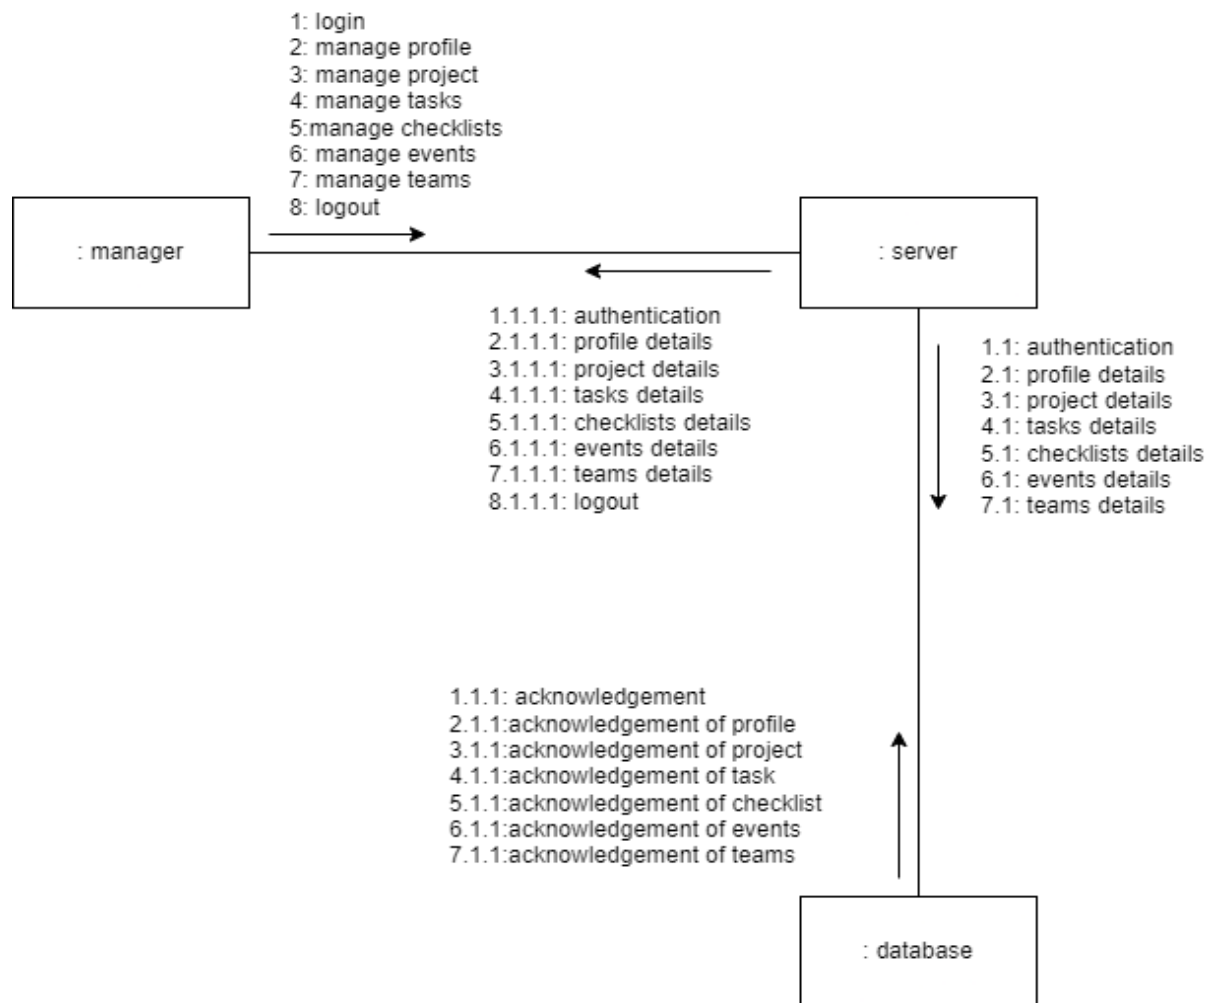 1: login
2: manage profile
3: manage project
4: manage tasks
5:manage checklists
6: manage events
7: manage teams
8: logout
: manager
: server
1.1.1.1: authentication
2.1.1.1: profile details
3.1.1.1: project details
4.1.1.1: tasks details
5.1.1.1: checklists details
6.1.1.1: events details
7.1.1.1: teams details
8.1.1.1: logout
1.1: authentication
2.1: profile details
3.1: project details
4.1: tasks details
5.1: checklists details
6.1: events details
7.1: teams details
1.1.1: acknowledgement
2.1.1:acknowledgement of profile
3.1.1:acknowledgement of project
4.1.1:acknowledgement of task
5.1.1:acknowledgement of checklist
6.1.1:acknowledgement of events
7.1.1:acknowledgement of teams
: database